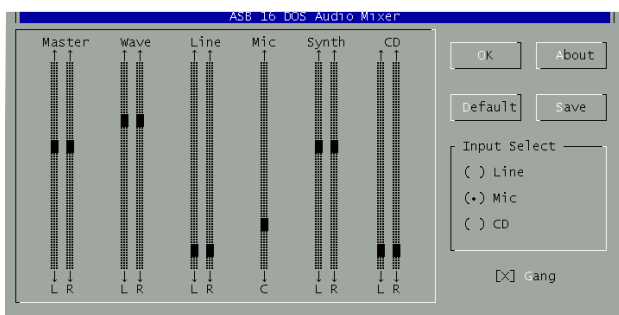 ASB 16 DOS Audio Mixer
Master Wave Line Mic Synth CD
L R L R L R C L R L R
OK About
Default Save
Input Select
( ) Line
(•) Mic
( ) CD
[X] Gang